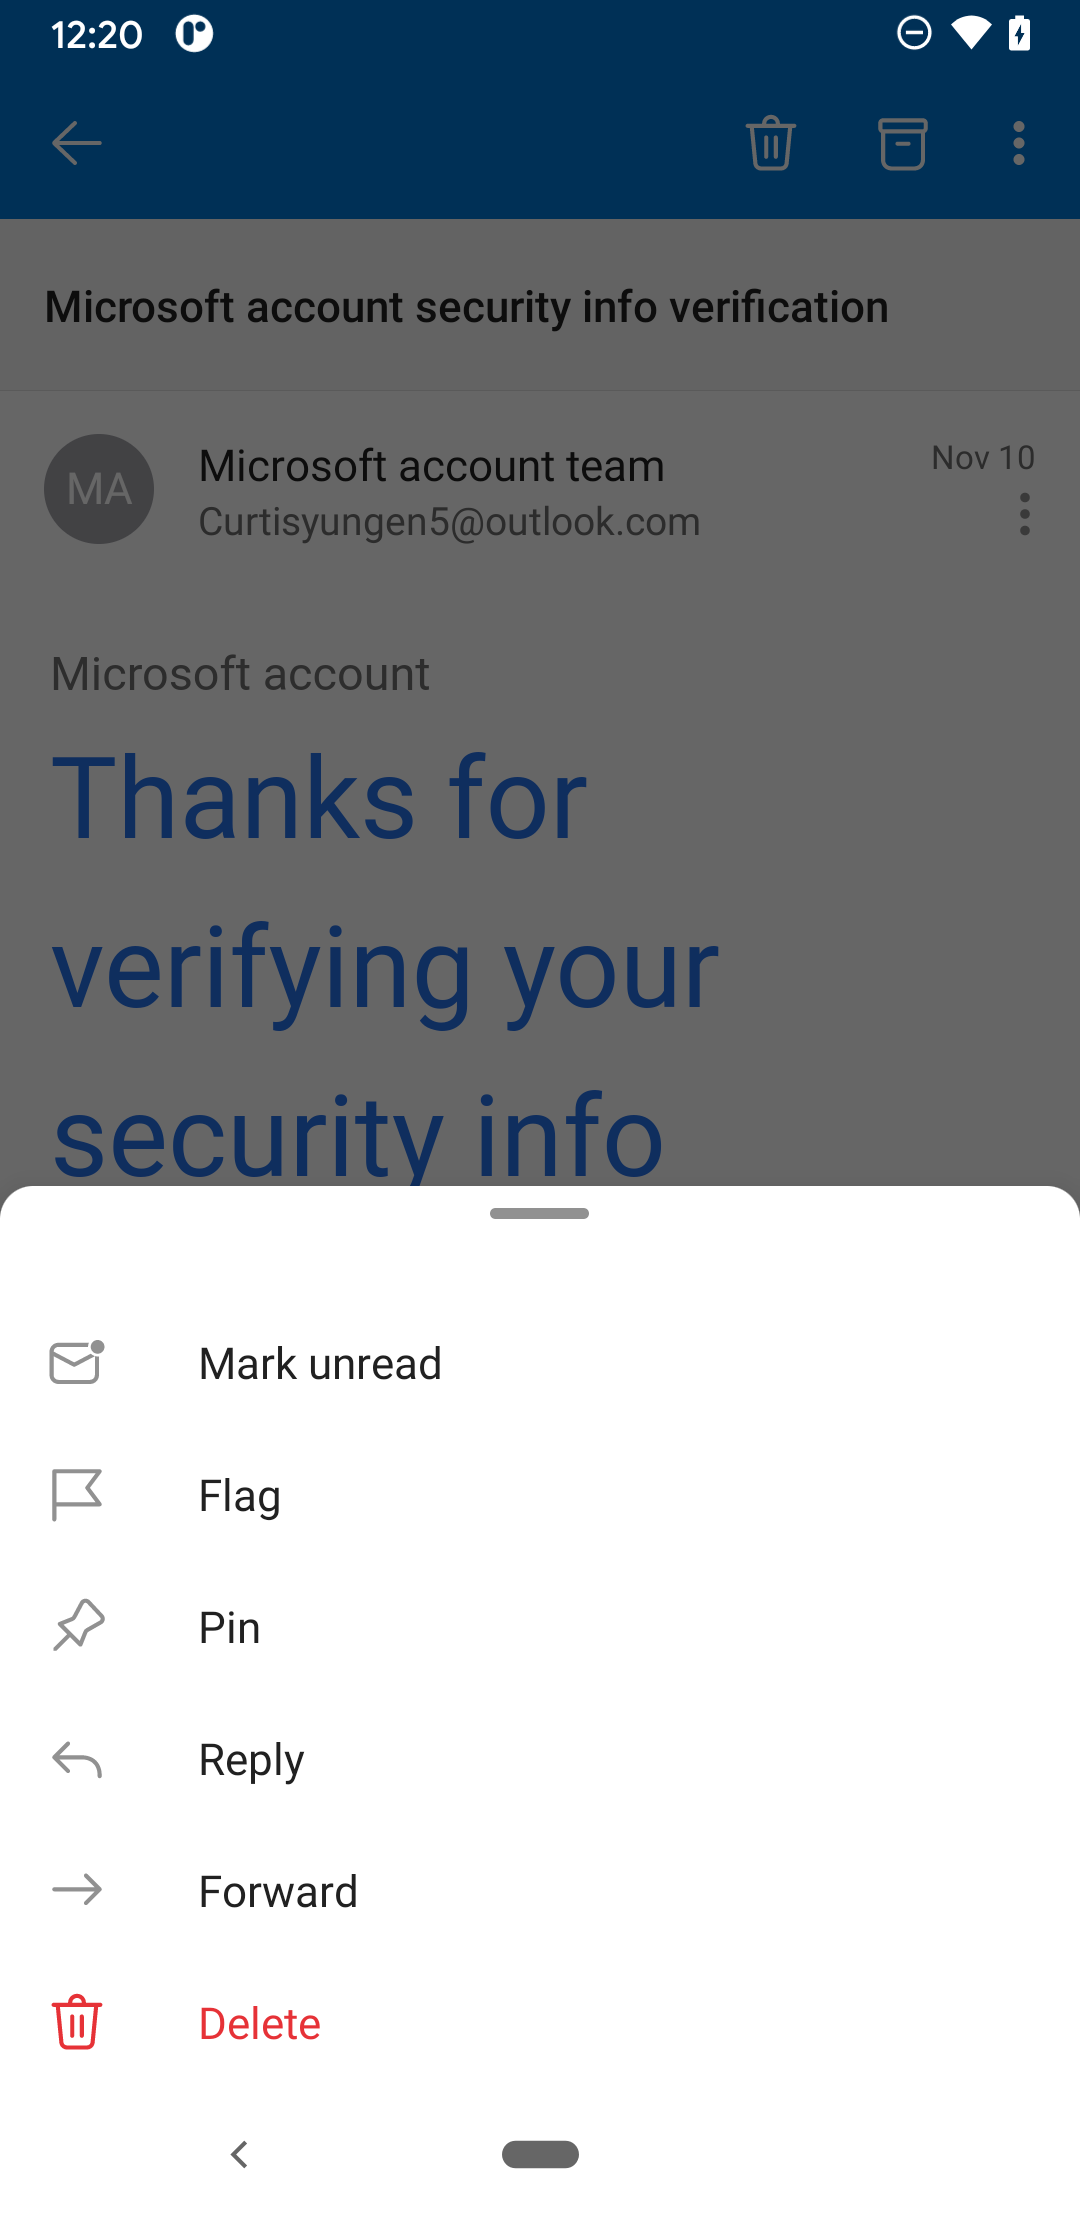 12:20
Microsoft account security info verification
MA
Microsoft account team
Nov 10
Curtisyungen5@outlook.com
Microsoft account
Thanks for
verifying your
security info
Mark unread
Flag
Pin
Reply
Forward
Delete